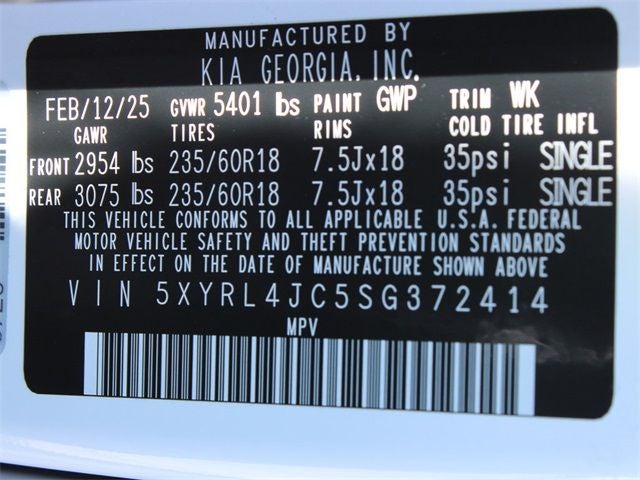 MANUFACTURED BY
KIA GEORGIA, INC.
FEB/12/25 GVWR 5401 lbs PAINT GWP TRIM WK
GAWR TIRES RIMS COLD TIRE INFL
FRONT 2954 lbs 235/60R18 7.5Jx18 35psi SINGLE
REAR 3075 lbs 235/60R18 7.5Jx18 35psi SINGLE
THIS VEHICLE CONFORMS TO ALL APPLICABLE U.S.A. FEDERAL
MOTOR VEHICLE SAFETY AND THEFT PREVENTION STANDARDS
IN EFFECT ON THE DATE OF MANUFACTURE SHOWN ABOVE
VIN 5XYRL4JC5SG372414
MPV